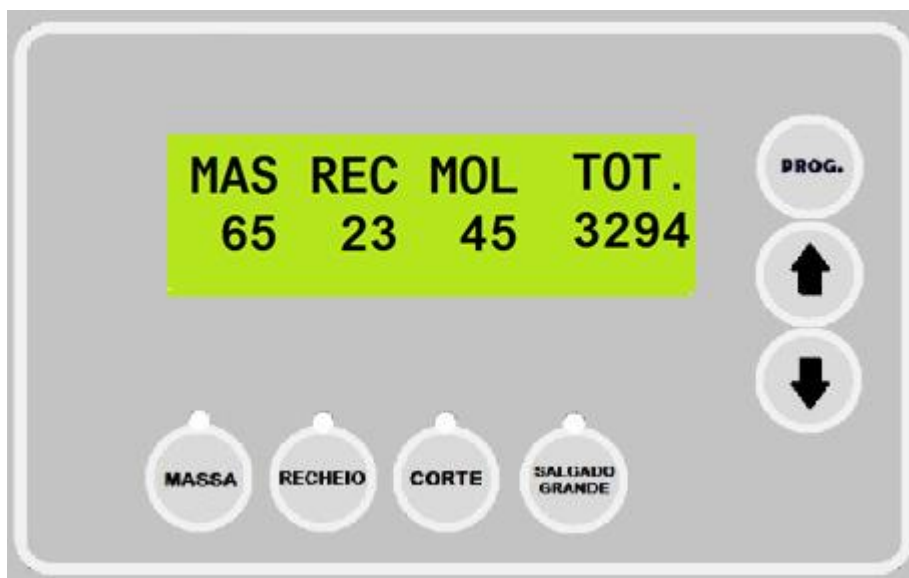 MAS REC MOL TOT.
65 23 45 3294
PROG.
MASSA
RECHEIO
CORTE
SALGADO
GRANDE